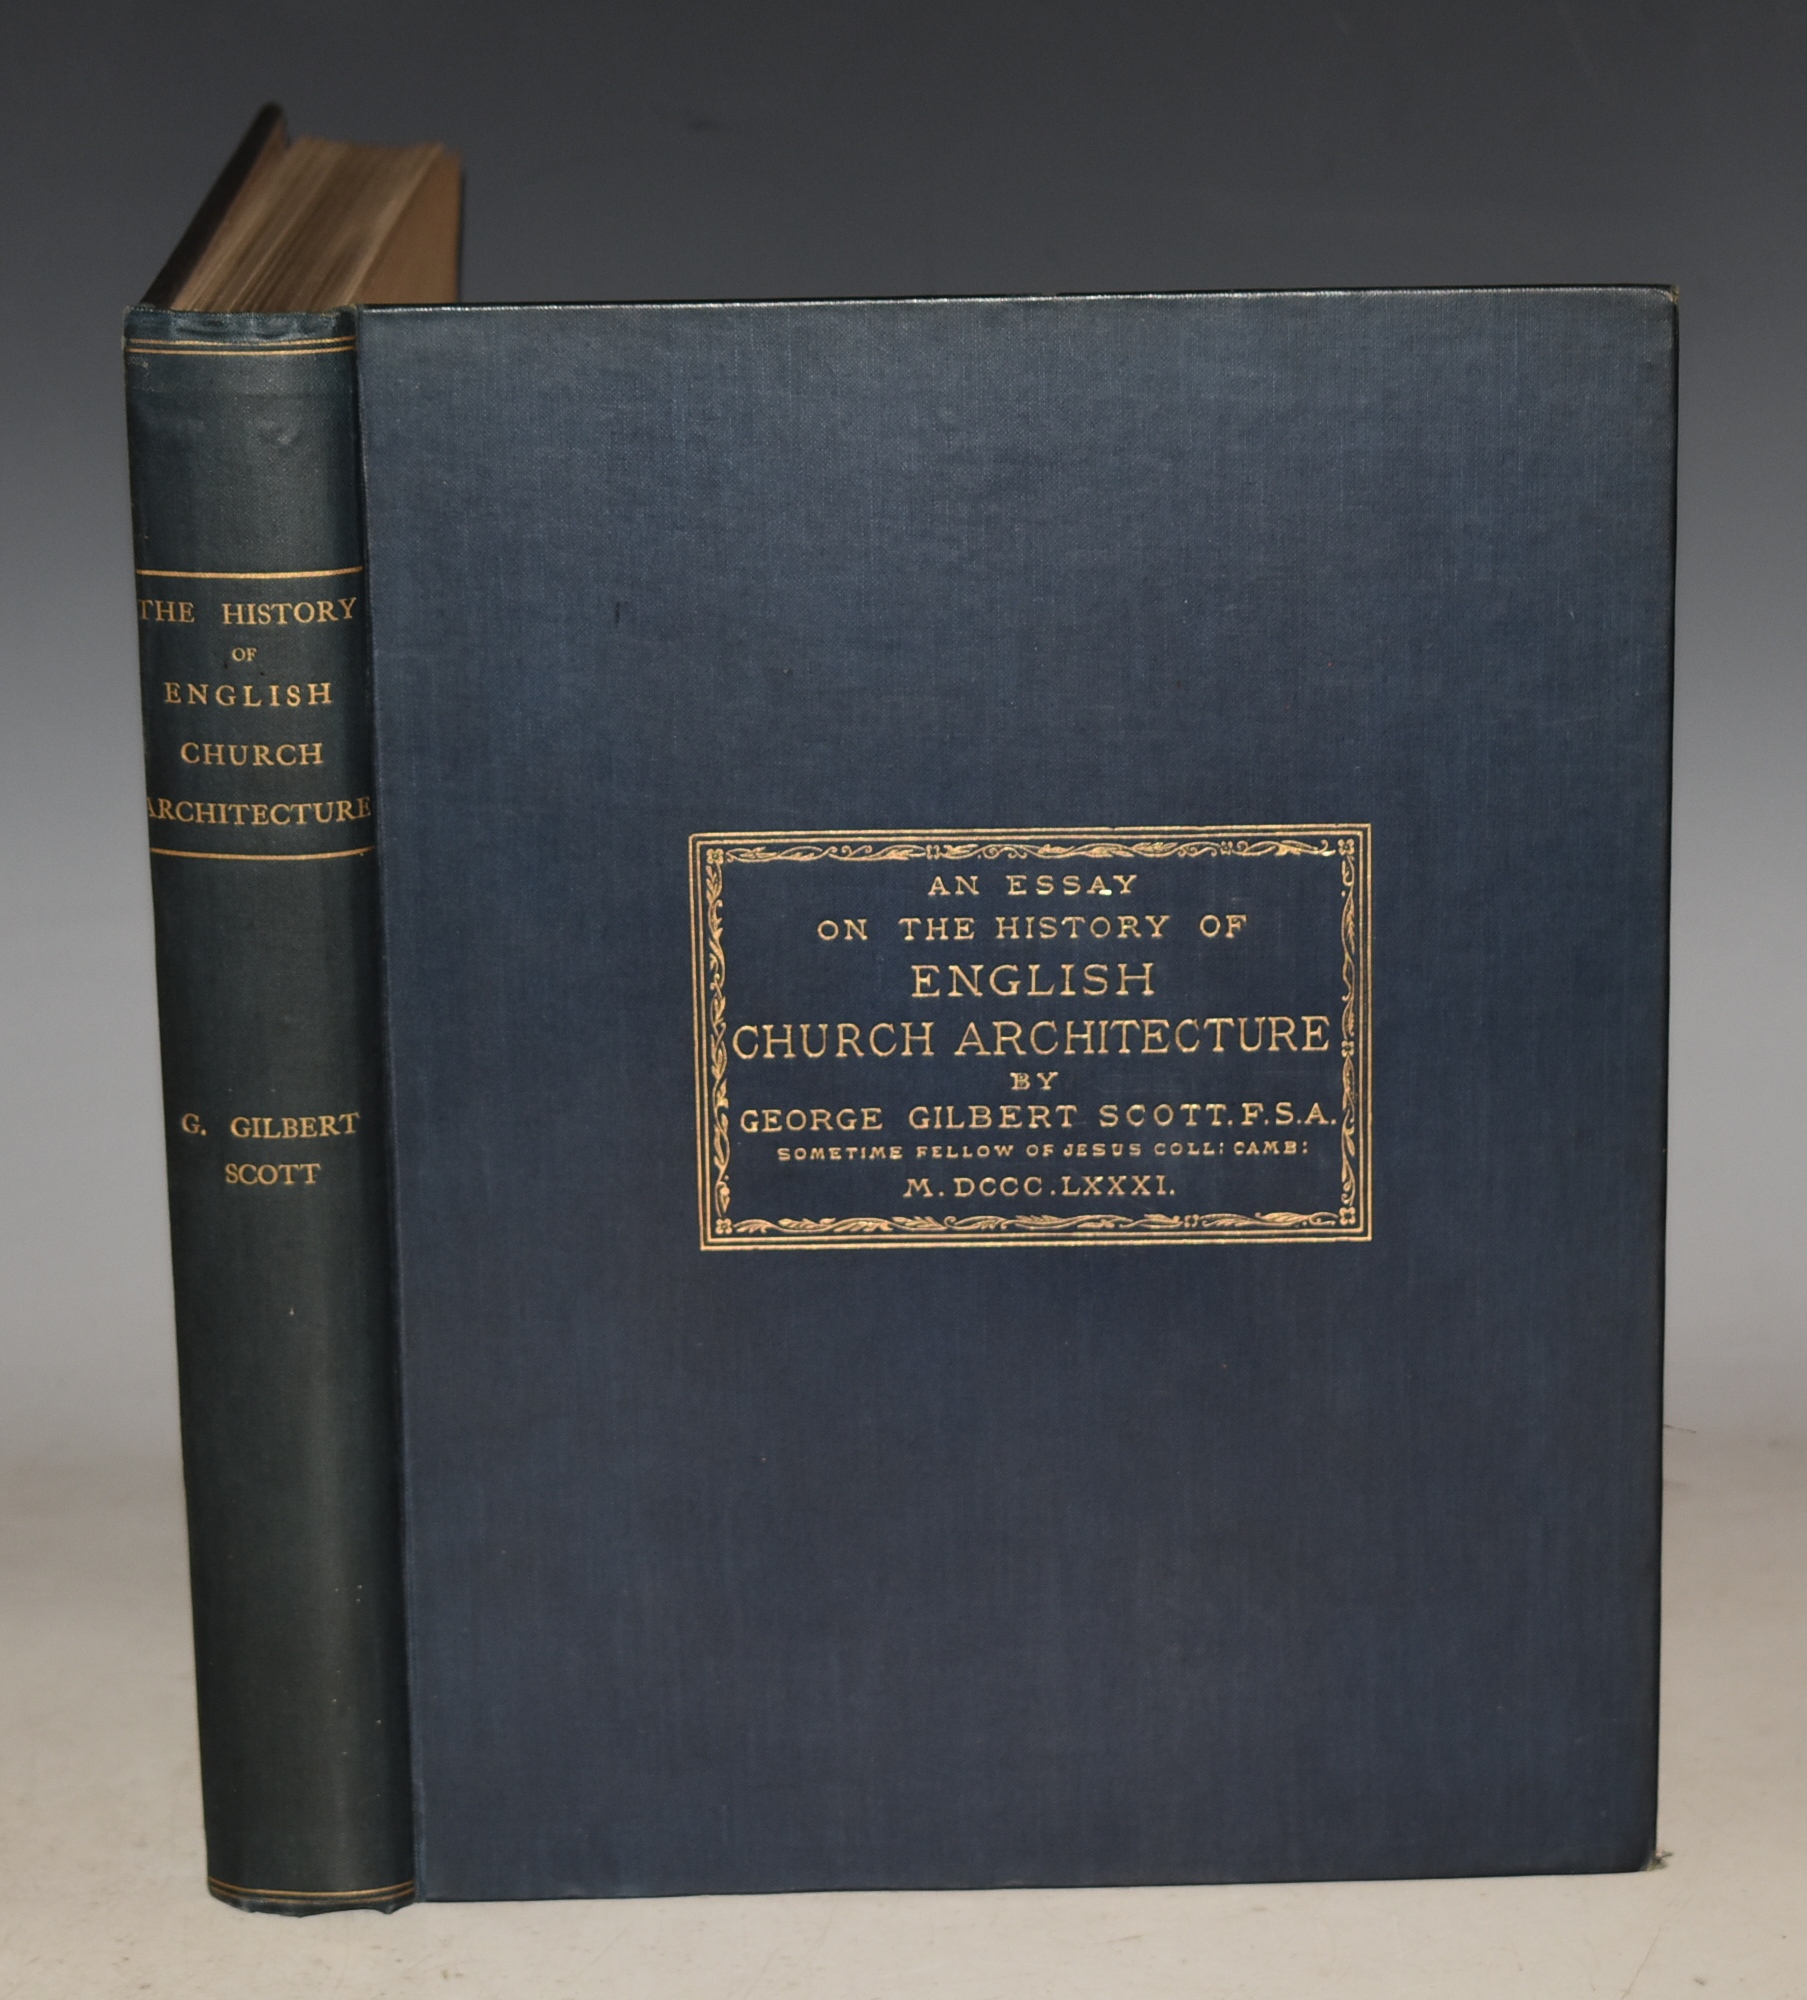 THE HISTORY
OF
ENGLISH
CHURCH
ARCHITECTURE
G. GILBERT
SCOTT
AN ESSAY
ON THE HISTORY OF
ENGLISH
CHURCH ARCHITECTURE
BY
GEORGE GILBERT SCOTT. F.S.A.
SOMETIME FELLOW OF JESUS COLL: CAMB:
M. DCCC. LXXXI.